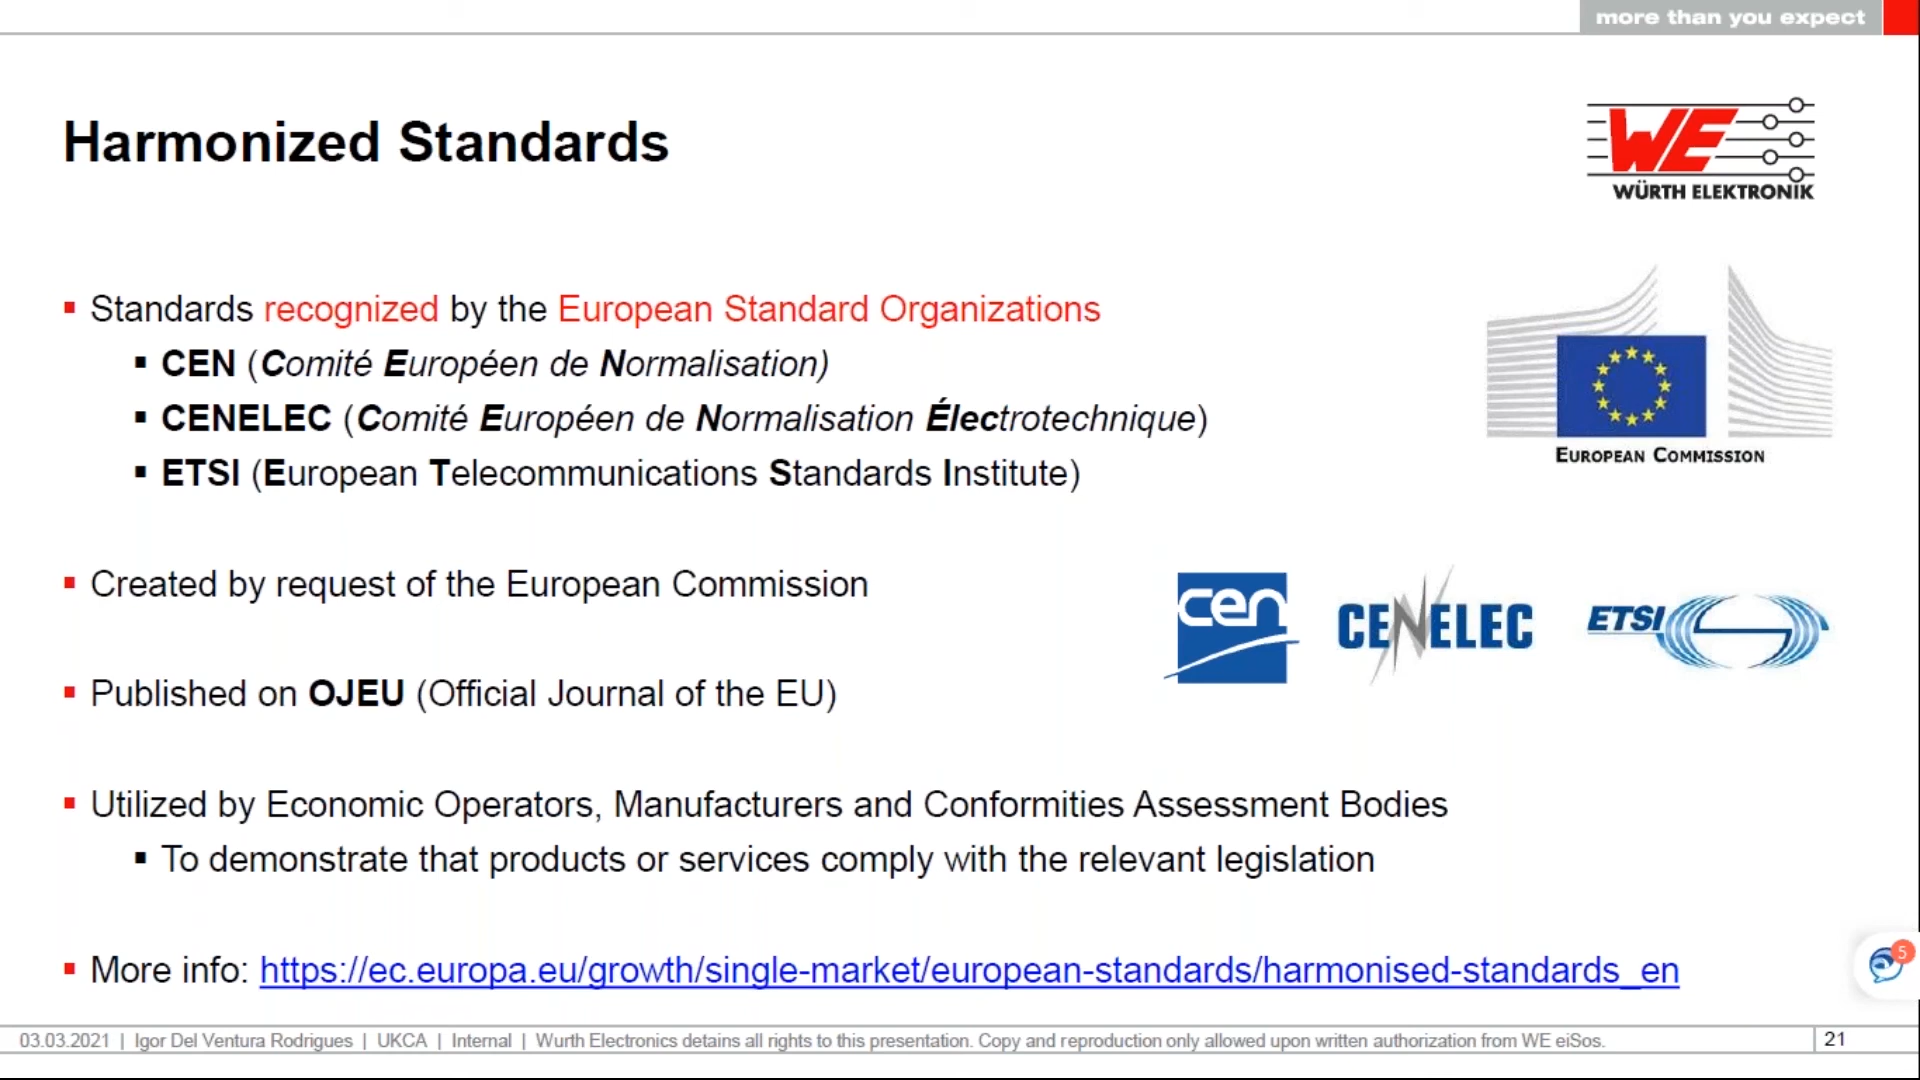 more than you expect
Harmonized Standards
WE
WÜRTH ELEKTRONIK
Standards recognized by the European Standard Organizations
CEN (Comité Européen de Normalisation)
CENELEC (Comité Européen de Normalisation Électrotechnique)
ETSI (European Telecommunications Standards Institute)
EUROPEAN COMMISSION
Created by request of the European Commission
cen
CENELEC
ETSI
Published on OJEU (Official Journal of the EU)
Utilized by Economic Operators, Manufacturers and Conformities Assessment Bodies
To demonstrate that products or services comply with the relevant legislation
More info: https://ec.europa.eu/growth/single-market/european-standards/harmonised-standards_en
5
03.03.2021 | Igor Del Ventura Rodrigues | UKCA | Internal | Wurth Electronics detains all rights to this presentation. Copy and reproduction only allowed upon written authorization from WE eiSos.
21